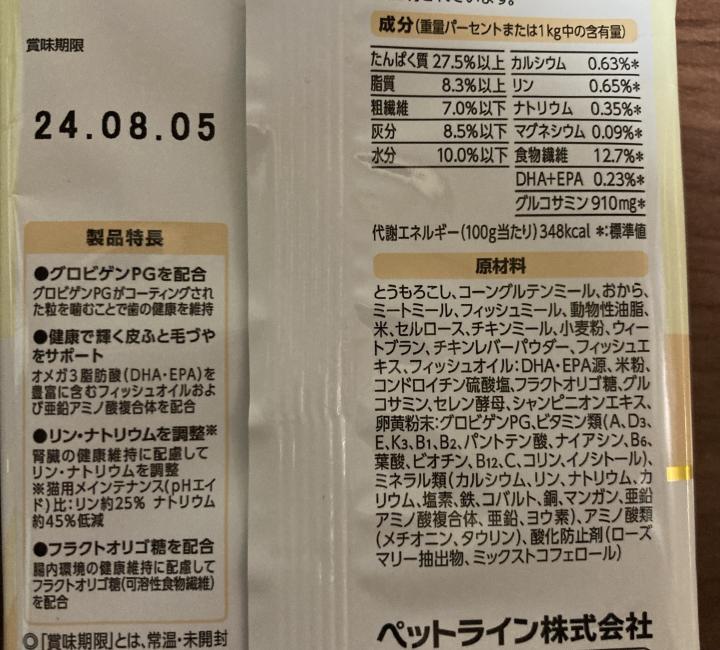 賞味期限
24.08.05
製品特長
●グロビゲンPGを配合
グロビゲンPGがコーティングされ
た粒を噛むことで歯の健康を維持
●健康で輝く皮ふと毛づや
をサポート
オメガ3脂肪酸(DHA・EPA)を
豊富に含むフィッシュオイルおよ
び亜鉛アミノ酸複合体を配合
●リン・ナトリウムを調整※
腎臓の健康維持に配慮して
リン・ナトリウムを調整
※猫用メインテナンス(pHエイ
ド)比:リン約25% ナトリウム
約45%低減
●フラクトオリゴ糖を配合
腸内環境の健康維持に配慮して
フラクトオリゴ糖(可溶性食物繊維)
を配合
◎「賞味期限」とは、常温・未開封
成分(重量パーセントまたは1kg中の含有量)
たんぱく質 27.5%以上 カルシウム 0.63%*
脂質 8.3%以上 リン 0.65%*
粗繊維 7.0%以下 ナトリウム 0.35%*
灰分 8.5%以下 マグネシウム 0.09%*
水分 10.0%以下 食物繊維 12.7%*
DHA+EPA 0.23%*
グルコサミン 910mg*
代謝エネルギー(100g当たり)348kcal *:標準値
原材料
とうもろこし、コーングルテンミール、おから、
ミートミール、フィッシュミール、動物性油脂、
米、セルロース、チキンミール、小麦粉、ウィー
トブラン、チキンレバーパウダー、フィッシュエ
キス、フィッシュオイル:DHA・EPA源、米粉、
コンドロイチン硫酸塩、フラクトオリゴ糖、グル
コサミン、セレン酵母、シャンピニオンエキス、
卵黄粉末:グロビゲンPG、ビタミン類(A、D3、
E、K3、B1、B2、パントテン酸、ナイアシン、B6、
葉酸、ビオチン、B12、C、コリン、イノシトール)、
ミネラル類(カルシウム、リン、ナトリウム、カ
リウム、塩素、鉄、コバルト、銅、マンガン、亜鉛
アミノ酸複合体、亜鉛、ヨウ素)、アミノ酸類
(メチオニン、タウリン)、酸化防止剤(ローズ
マリー抽出物、ミックストコフェロール)
ペットライン株式会社